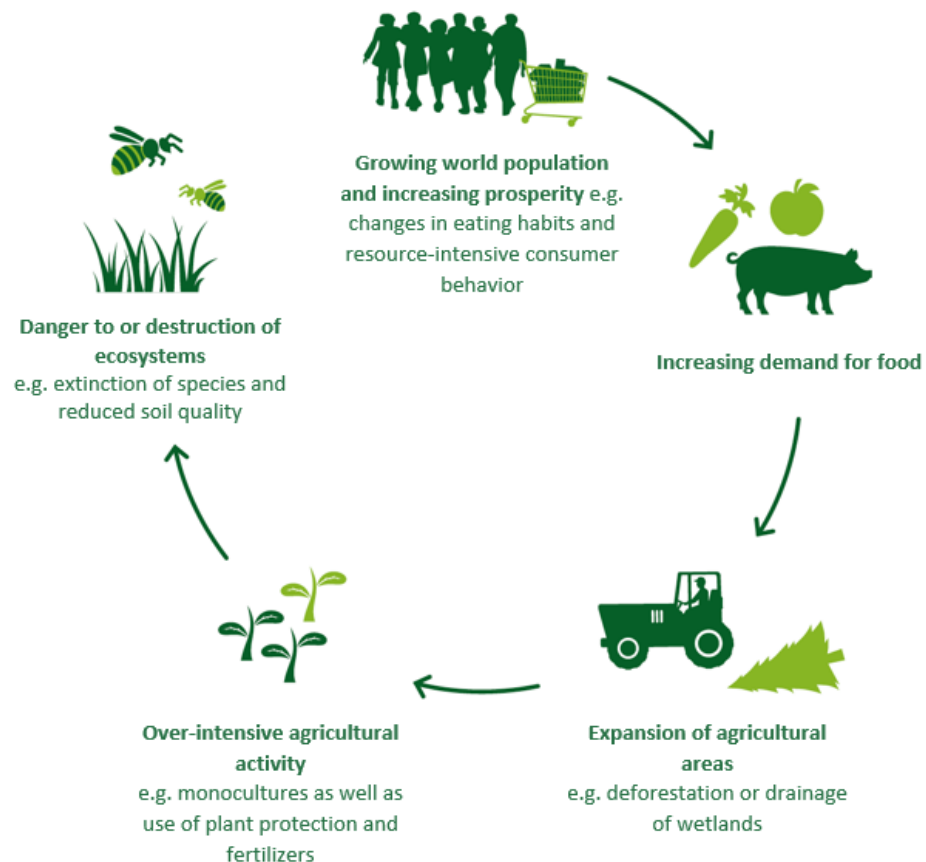 Growing world population
and increasing prosperity e.g.
changes in eating habits and
resource-intensive consumer
behavior
Increasing demand for food
Expansion of agricultural
areas
e.g. deforestation or drainage
of wetlands
Over-intensive agricultural
activity
e.g. monocultures as well as
use of plant protection and
fertilizers
Danger to or destruction of
ecosystems
e.g. extinction of species and
reduced soil quality